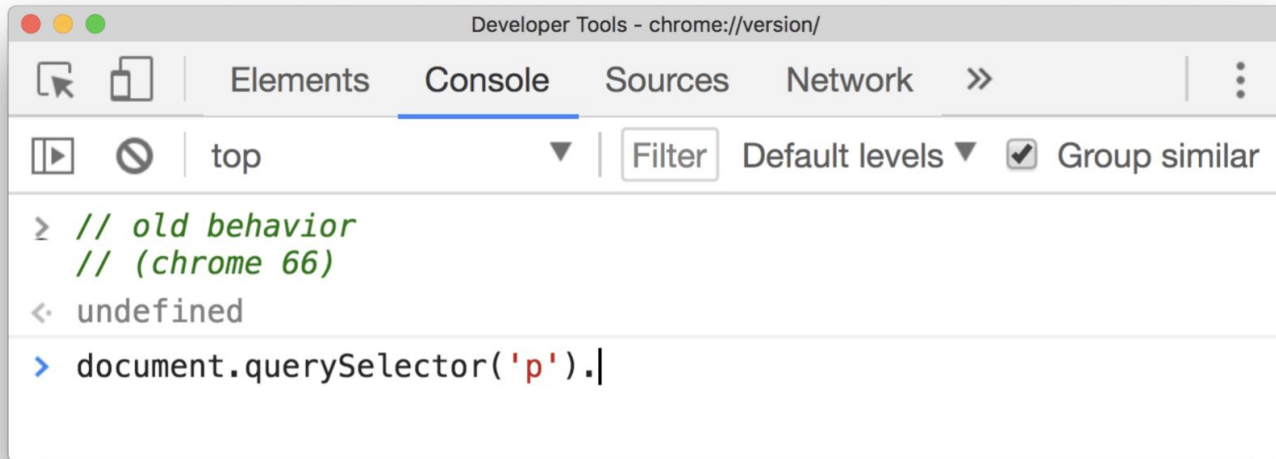 Developer Tools - chrome://version/
Elements Console Sources Network »
top ▼ Filter Default levels ▼ Group similar
> // old behavior
// (chrome 66)
<· undefined
> document.querySelector('p').